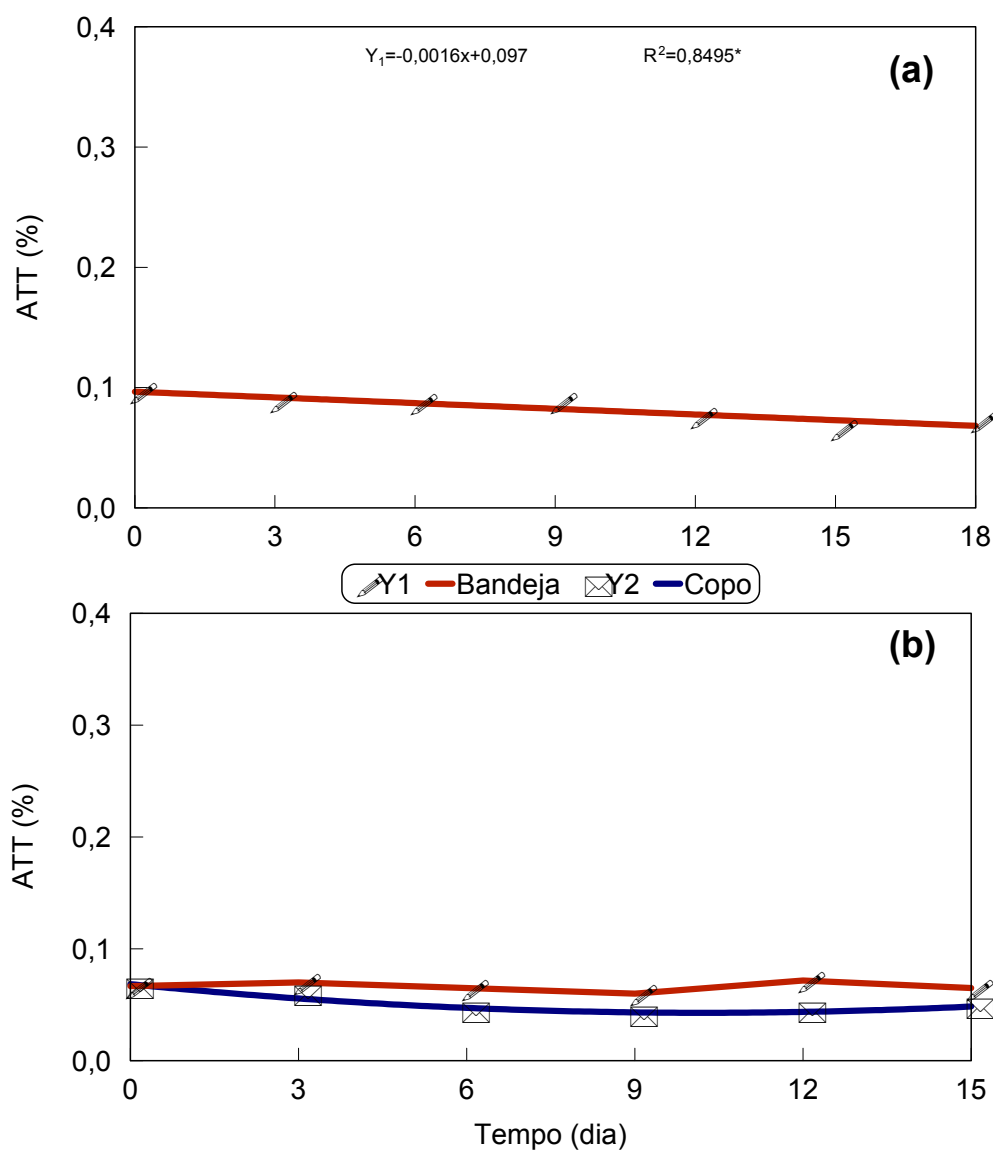 0,4
Y₁=-0,0016x+0,097 R²=0,8495*
(a)
0,3
ATT (%)
0,2
0,1
0,0
0 3 6 9 12 15 18
Y1 Bandeja Y2 Copo
0,4
(b)
0,3
ATT (%)
0,2
0,1
0,0
0 3 6 9 12 15
Tempo (dia)